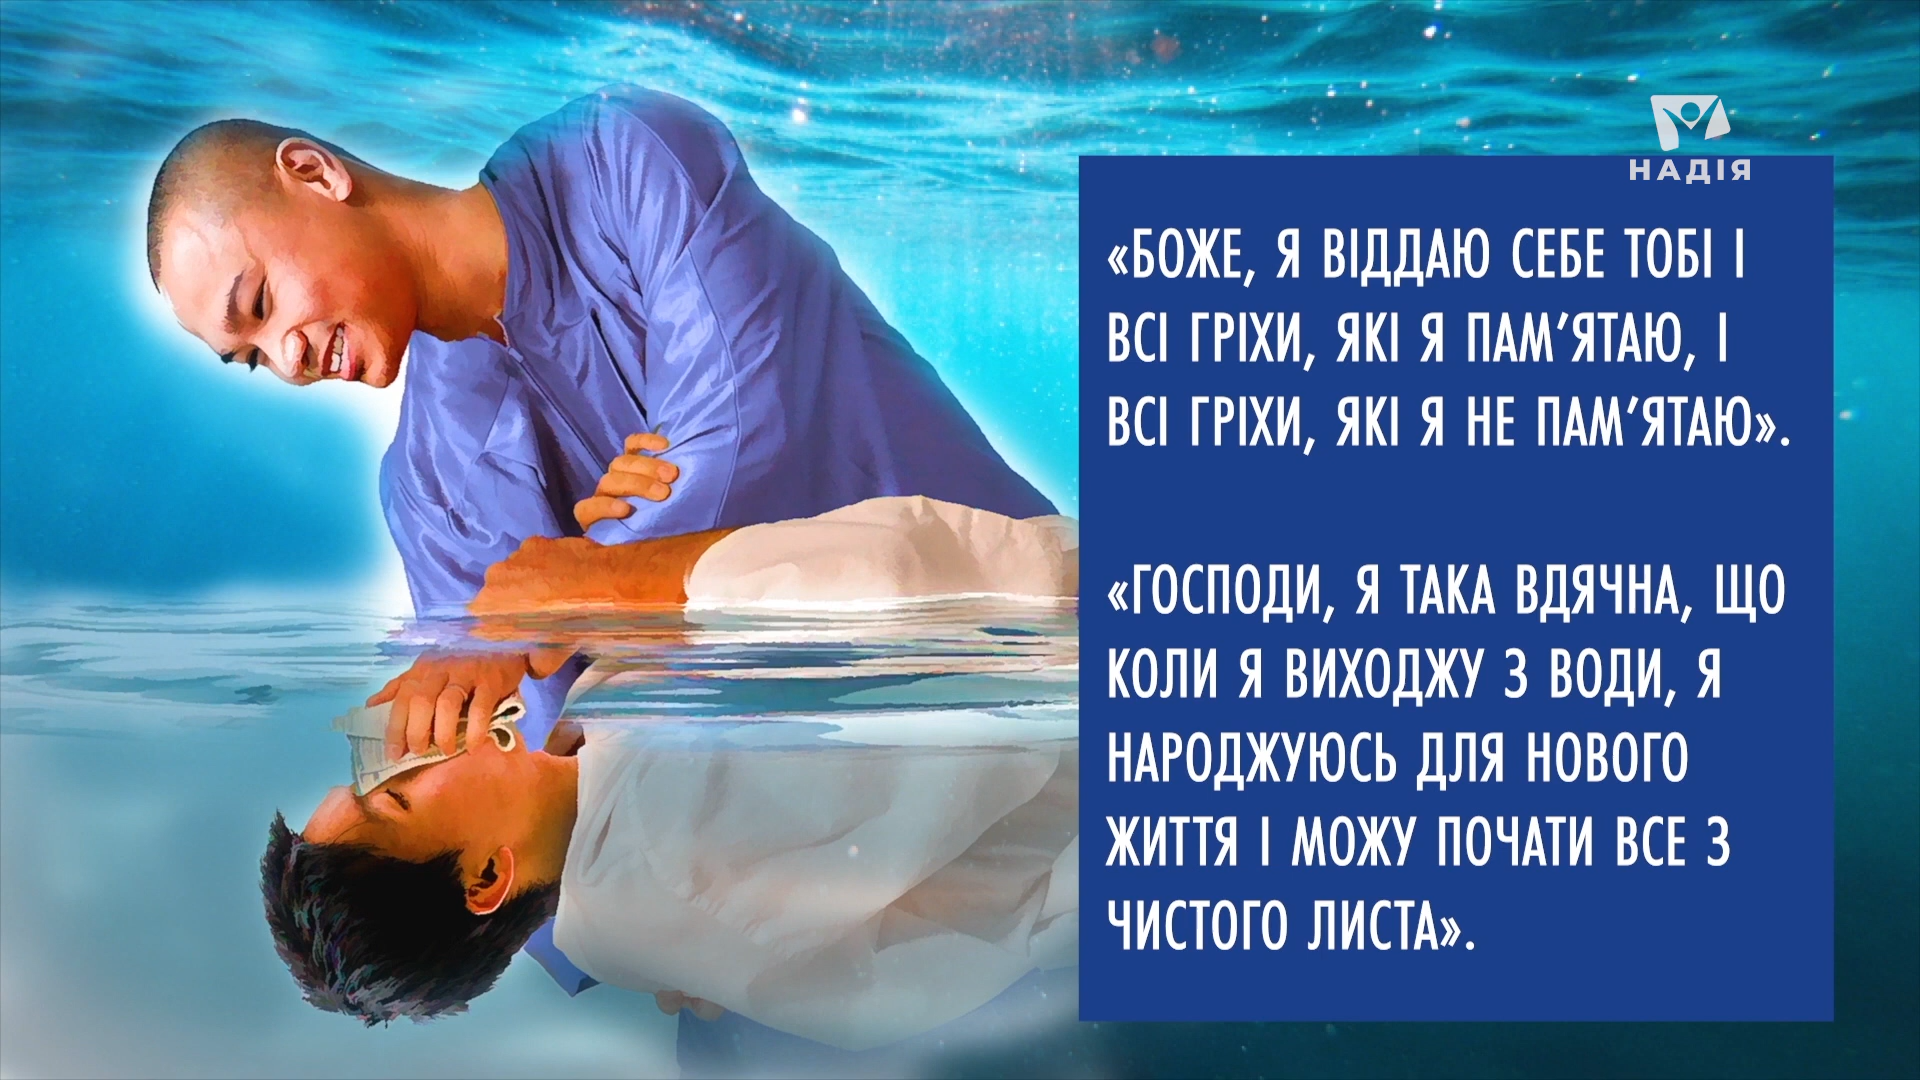 НАДІЯ
«БОЖЕ, Я ВІДДАЮ СЕБЕ ТОБІ І
ВСІ ГРІХИ, ЯКІ Я ПАМ’ЯТАЮ, І
ВСІ ГРІХИ, ЯКІ Я НЕ ПАМ’ЯТАЮ».
«ГОСПОДИ, Я ТАКА ВДЯЧНА, ЩО
КОЛИ Я ВИХОДЖУ З ВОДИ, Я
НАРОДЖУЮСЬ ДЛЯ НОВОГО
ЖИТТЯ І МОЖУ ПОЧАТИ ВСЕ З
ЧИСТОГО ЛИСТА».